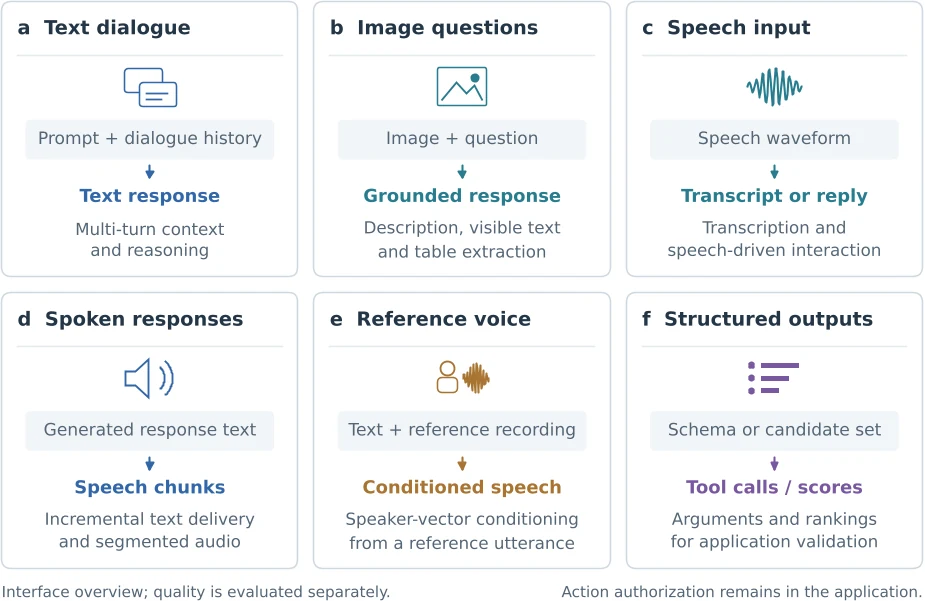 a Text dialogue
Prompt + dialogue history
Text response
Multi-turn context
and reasoning
b Image questions
Image + question
Grounded response
Description, visible text
and table extraction
c Speech input
Speech waveform
Transcript or reply
Transcription and
speech-driven interaction
d Spoken responses
Generated response text
Speech chunks
Incremental text delivery
and segmented audio
e Reference voice
Text + reference recording
Conditioned speech
Speaker-vector conditioning
from a reference utterance
f Structured outputs
Schema or candidate set
Tool calls / scores
Arguments and rankings
for application validation
Interface overview; quality is evaluated separately.
Action authorization remains in the application.